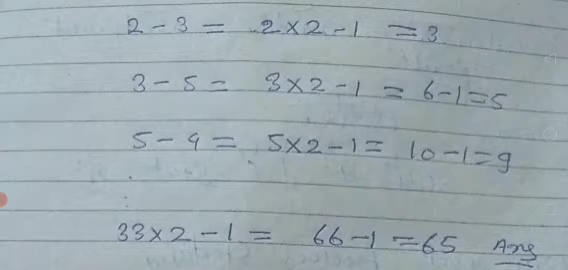 2 - 3 = 2×2-1 = 3
3 - 5 = 3×2-1 = 6-1=5
5 - 9 = 5×2-1 = 10-1=9
.
:
33×2-1 = 66-1=65 Ans